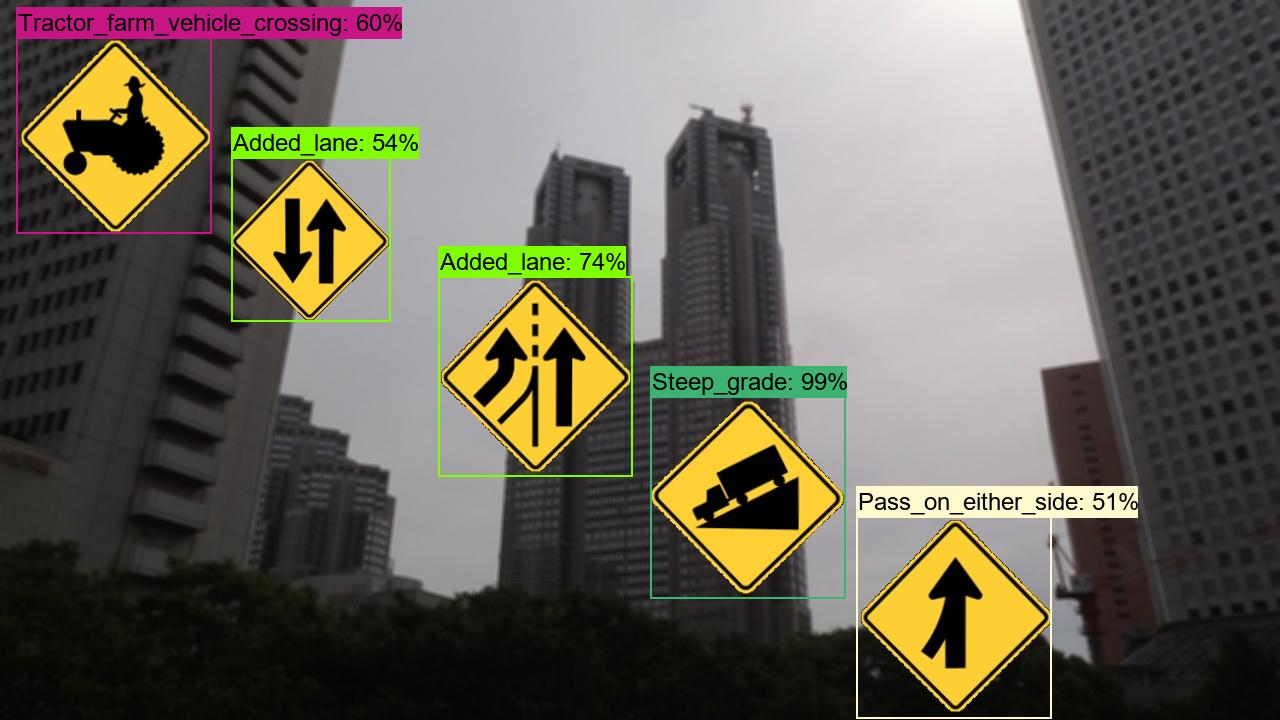 Tractor_farm_vehicle_crossing: 60%
Added_lane: 54%
Added_lane: 74%
Steep_grade: 99%
Pass_on_either_side: 51%